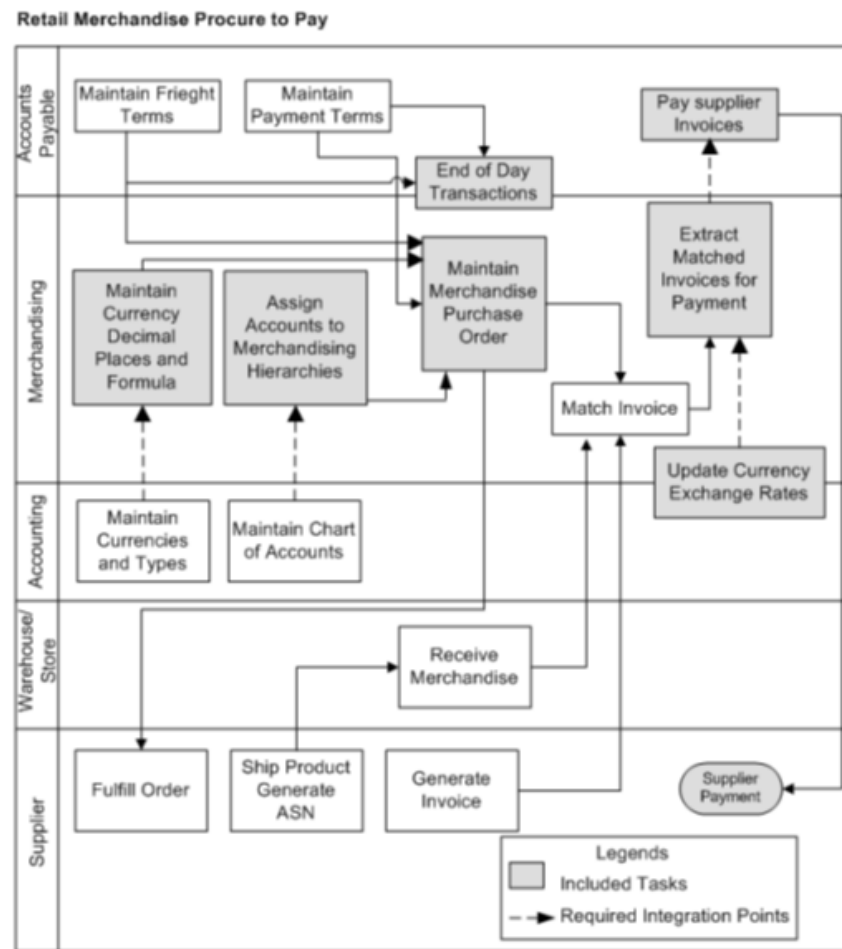 Retail Merchandise Procure to Pay
Accounts
Payable
Maintain Frieght
Terms
Maintain
Payment Terms
Pay supplier
Invoices
End of Day
Transactions
Merchandising
Maintain
Currency
Decimal
Places and
Formula
Assign
Accounts to
Merchandising
Hierarchies
Maintain
Merchandise
Purchase
Order
Extract
Matched
Invoices for
Payment
Match Invoice
Update Currency
Exchange Rates
Accounting
Maintain
Currencies
and Types
Maintain Chart
of Accounts
Warehouse/
Store
Receive
Merchandise
Supplier
Fulfill Order
Ship Product
Generate
ASN
Generate
Invoice
Supplier
Payment
Legends
Included Tasks
Required Integration Points